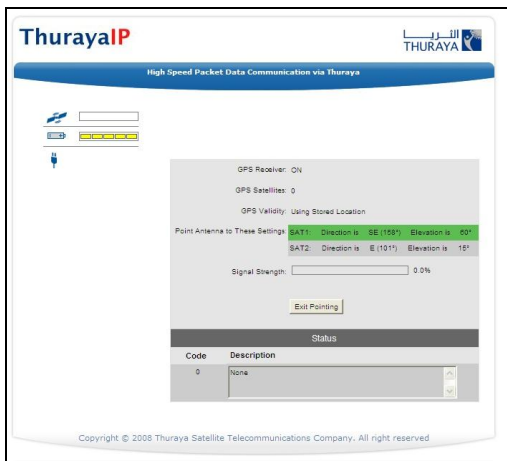 ThurayaIP
الثريا
THURAYA
High Speed Packet Data Communication via Thuraya
GPS Receiver: ON
GPS Satellites: 0
GPS Validity: Using Stored Location
Point Antenna to These Settings: SAT1: Direction is SE (158°) Elevation is 60°
SAT2: Direction is E (101°) Elevation is 15°
Signal Strength: 0.0%
Exit Pointing
Status
Code Description
0 None
Copyright © 2008 Thuraya Satellite Telecommunications Company. All right reserved